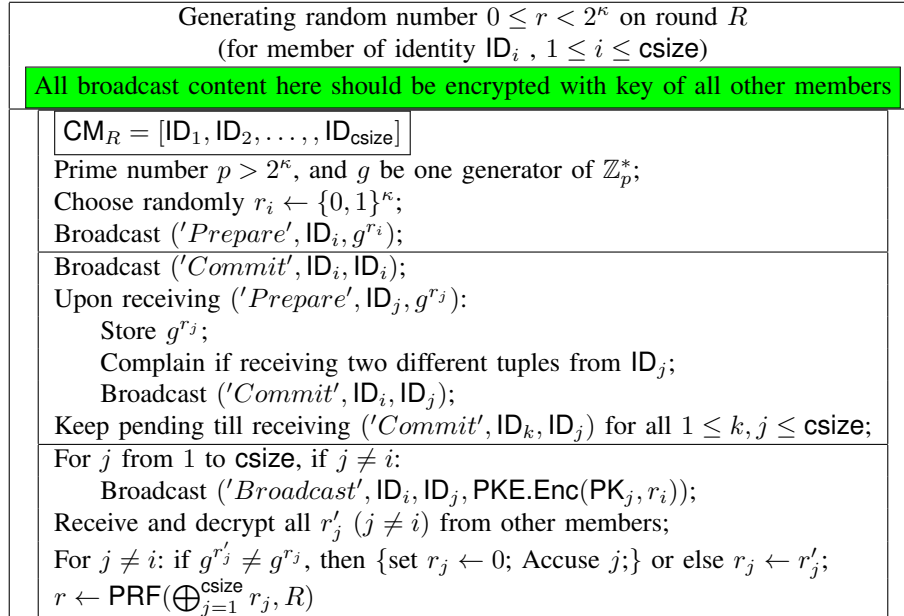 Generating random number 0 ≤ r < 2^κ on round R
(for member of identity ID_i , 1 ≤ i ≤ csize)
All broadcast content here should be encrypted with key of all other members
CM_R = [ID_1, ID_2, . . . , , ID_csize]
Prime number p > 2^κ, and g be one generator of ℤ*_p;
Choose randomly r_i ← {0, 1}^κ;
Broadcast ('Prepare', ID_i, g^{r_i});
Broadcast ('Commit', ID_i, ID_i);
Upon receiving ('Prepare', ID_j, g^{r_j}):
Store g^{r_j};
Complain if receiving two different tuples from ID_j;
Broadcast ('Commit', ID_i, ID_j);
Keep pending till receiving ('Commit', ID_k, ID_j) for all 1 ≤ k, j ≤ csize;
For j from 1 to csize, if j ≠ i:
Broadcast ('Broadcast', ID_i, ID_j, PKE.Enc(PK_j, r_i));
Receive and decrypt all r'_j (j ≠ i) from other members;
For j ≠ i: if g^{r'_j} ≠ g^{r_j}, then {set r_j ← 0; Accuse j;} or else r_j ← r'_j;
r ← PRF(⊕_{j=1}^{csize} r_j, R)